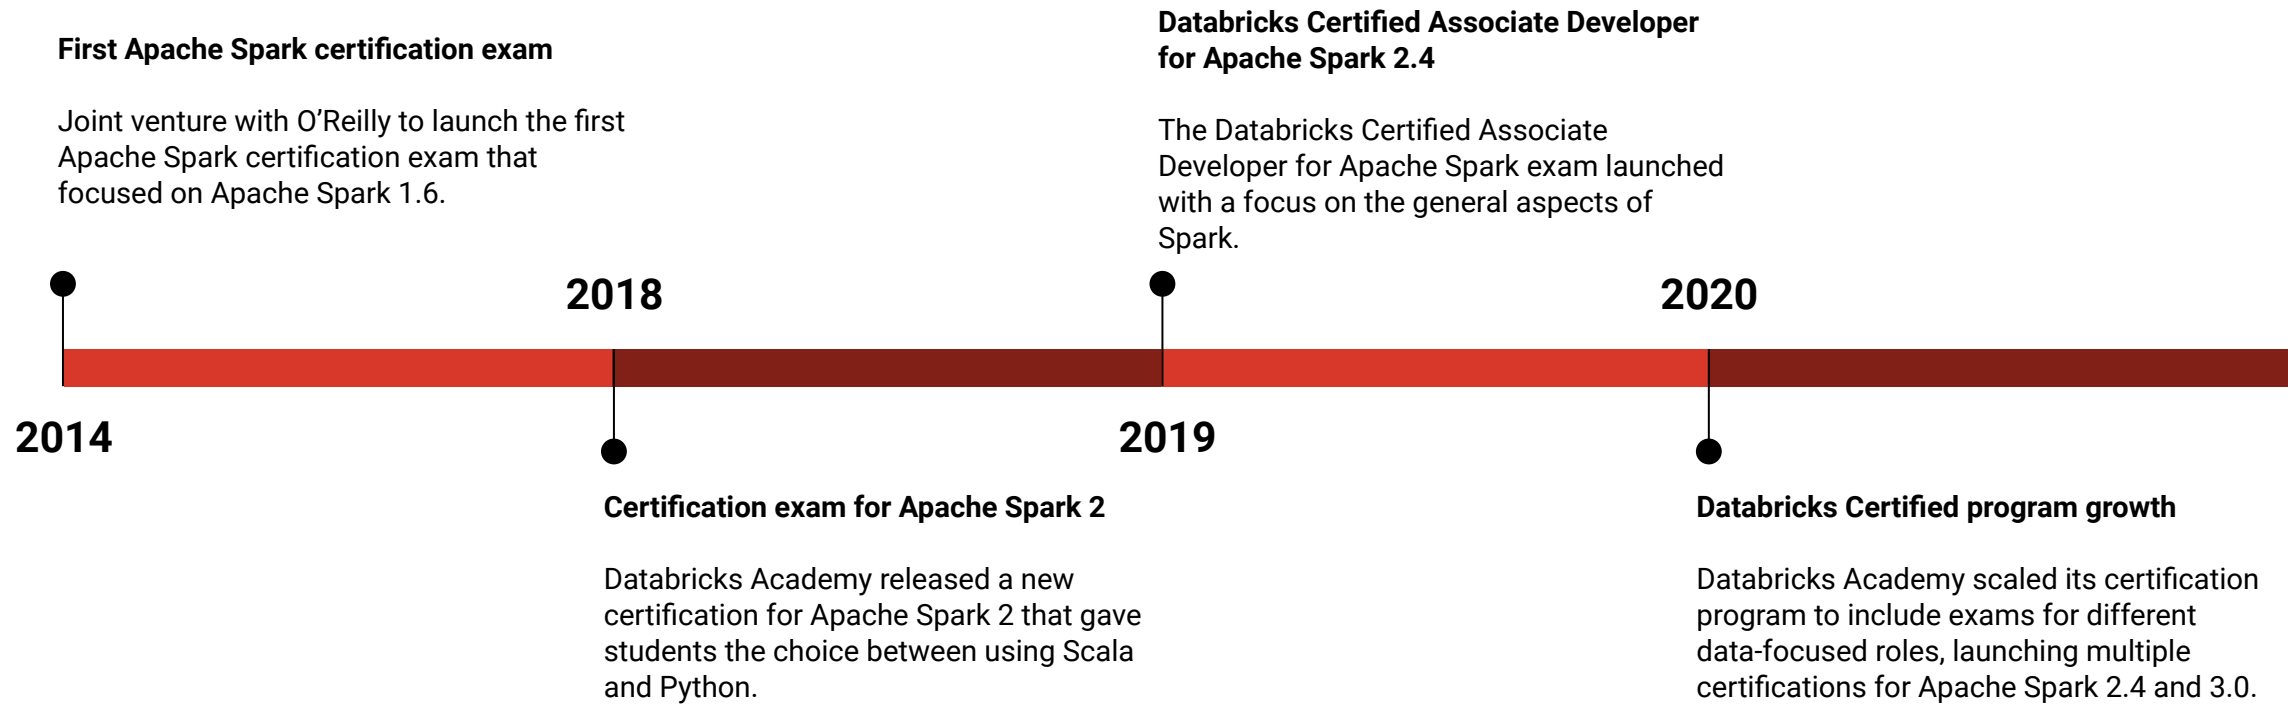 First Apache Spark certification exam
Joint venture with O’Reilly to launch the first
Apache Spark certification exam that
focused on Apache Spark 1.6.
2014
2018
Certification exam for Apache Spark 2
Databricks Academy released a new
certification for Apache Spark 2 that gave
students the choice between using Scala
and Python.
Databricks Certified Associate Developer
for Apache Spark 2.4
The Databricks Certified Associate
Developer for Apache Spark exam launched
with a focus on the general aspects of
Spark.
2019
2020
Databricks Certified program growth
Databricks Academy scaled its certification
program to include exams for different
data-focused roles, launching multiple
certifications for Apache Spark 2.4 and 3.0.